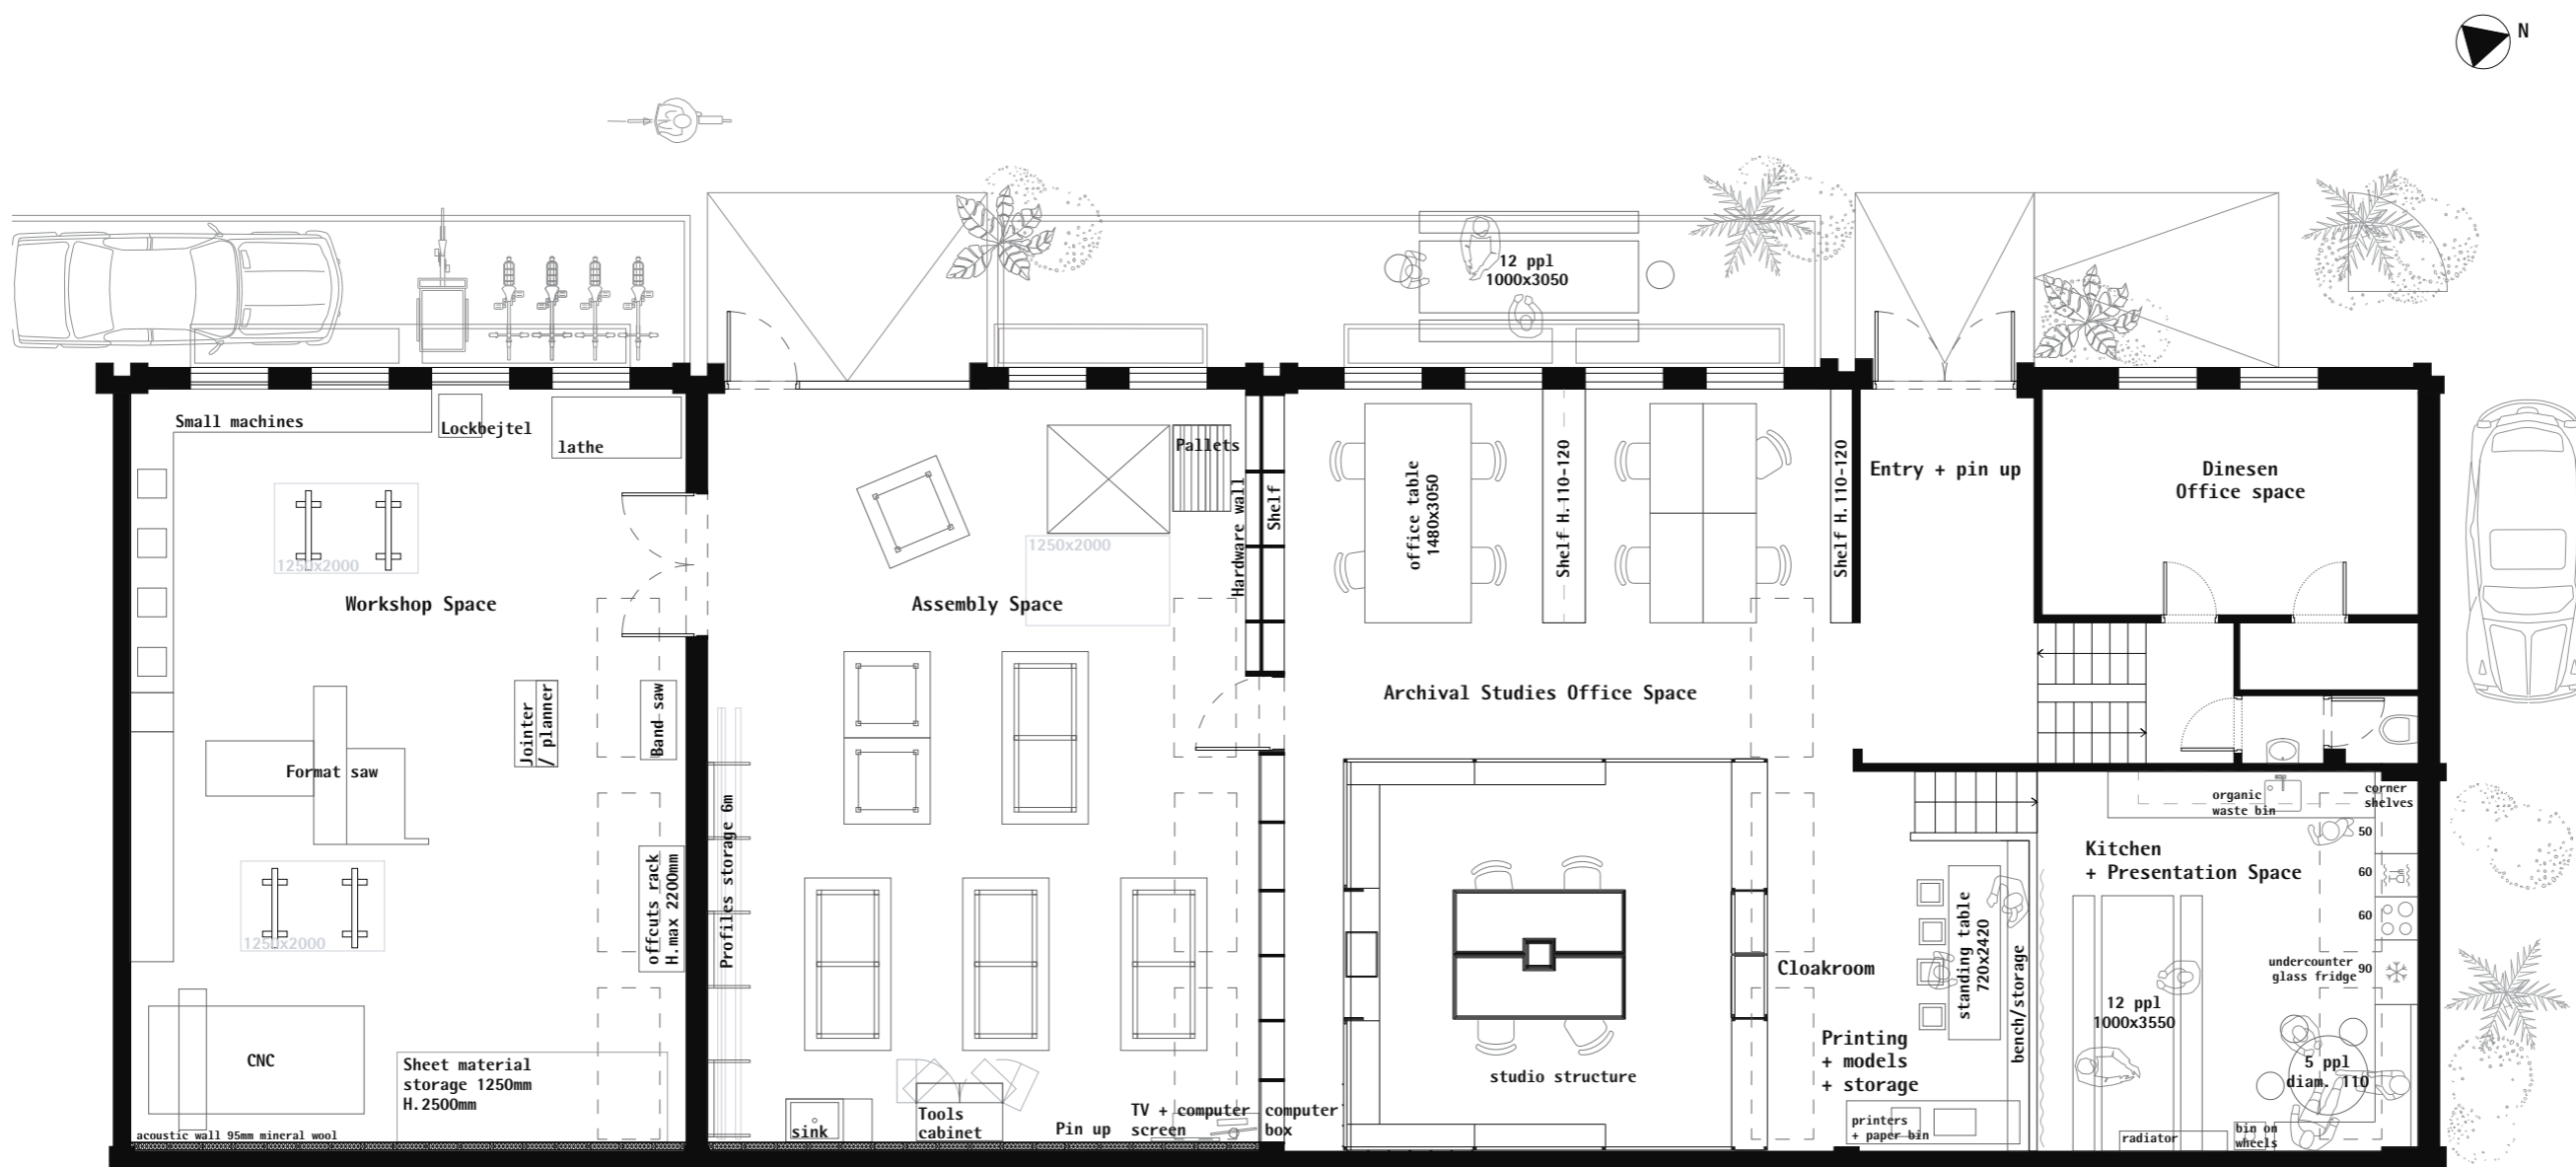 N
12 ppl
1000x3050
Small machines
Lockbejtel
lathe
1250x2000
Workshop Space
Jointer
/ planner
Band saw
Format saw
offcuts rack
H.max 2200mm
1250x2000
CNC
Sheet material
storage 1250mm
H.2500mm
acoustic wall 95mm mineral wool
Pallets
1250x2000
Hardware wall
Shelf
Assembly Space
Profiles storage 6m
sink
Tools
cabinet
Pin up
TV + computer
screen
computer
box
office table
1480x3050
Shelf H.110-120
Shelf H.110-120
Archival Studies Office Space
studio structure
Entry + pin up
Dinesen
Office space
Cloakroom
Printing
+ models
+ storage
printers
+ paper bin
standing table
720x2420
bench/storage
organic
waste bin
corner
shelves
50
60
60
90
Kitchen
+ Presentation Space
undercounter
glass fridge
12 ppl
1000x3550
5 ppl
diam. 110
radiator
bin on
wheels